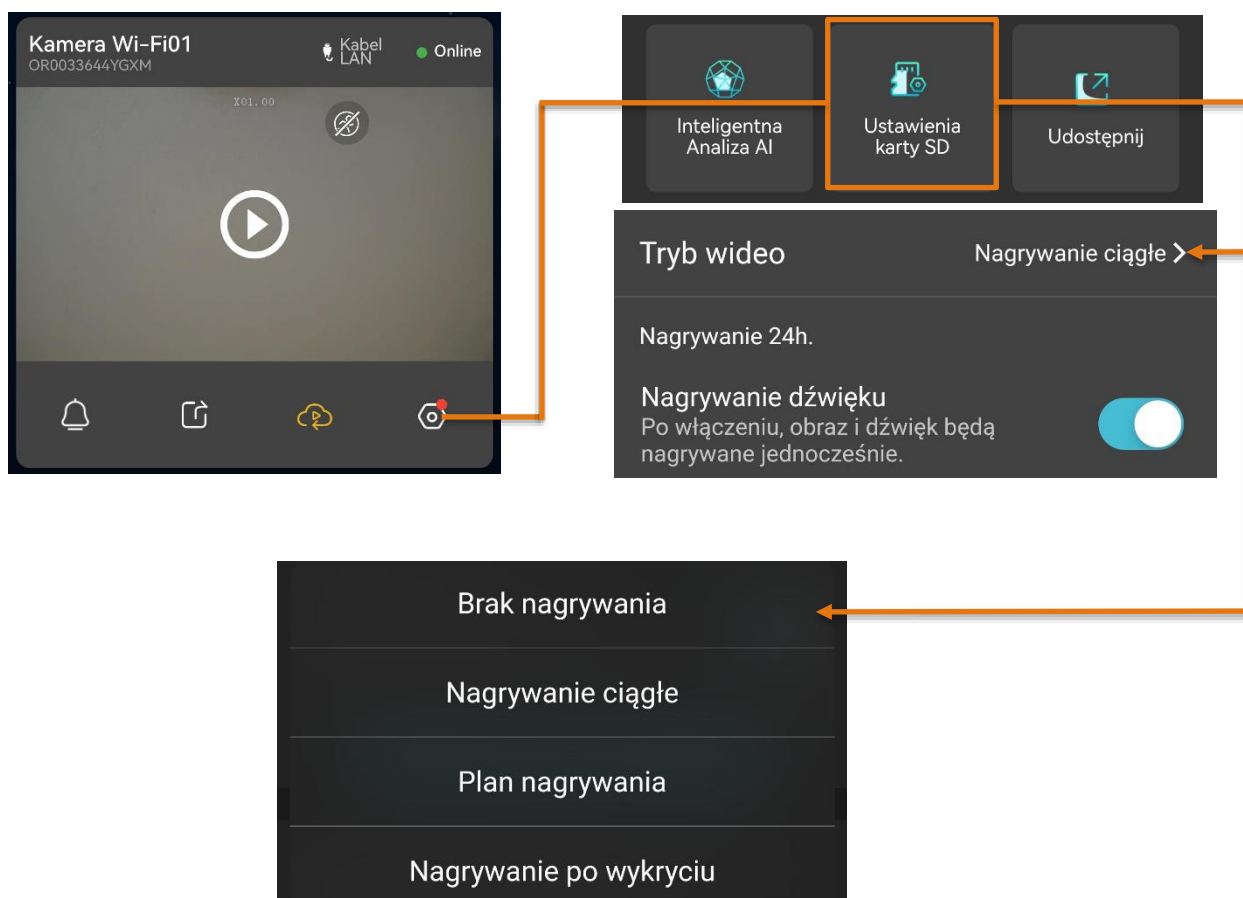 Kamera Wi-Fi01
OR0033644YGXM
Kabel
LAN
Online
X01.00
Inteligentna
Analiza AI
Ustawienia
karty SD
Udostępnij
Tryb wideo
Nagrywanie ciągłe
Nagrywanie 24h.
Nagrywanie dźwięku
Po włączeniu, obraz i dźwięk będą
nagrywane jednocześnie.
Brak nagrywania
Nagrywanie ciągłe
Plan nagrywania
Nagrywanie po wykryciu